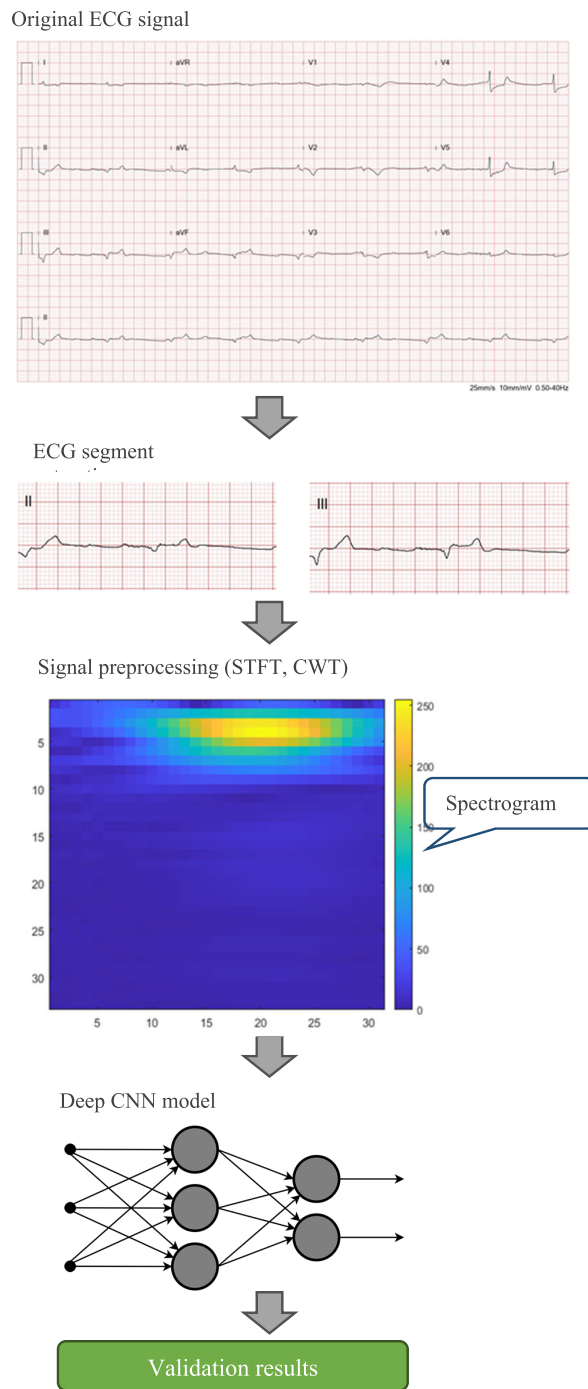 Original ECG signal
I aVR V1 V4
II aVL V2 V5
III aVF V3 V6
II
25mm/s 10mm/mV 0.50-40Hz
ECG segment
II III
Signal preprocessing (STFT, CWT)
250
5
200
10
Spectrogram
150
15
100
20
25
50
30
0
5 10 15 20 25 30
Deep CNN model
Validation results